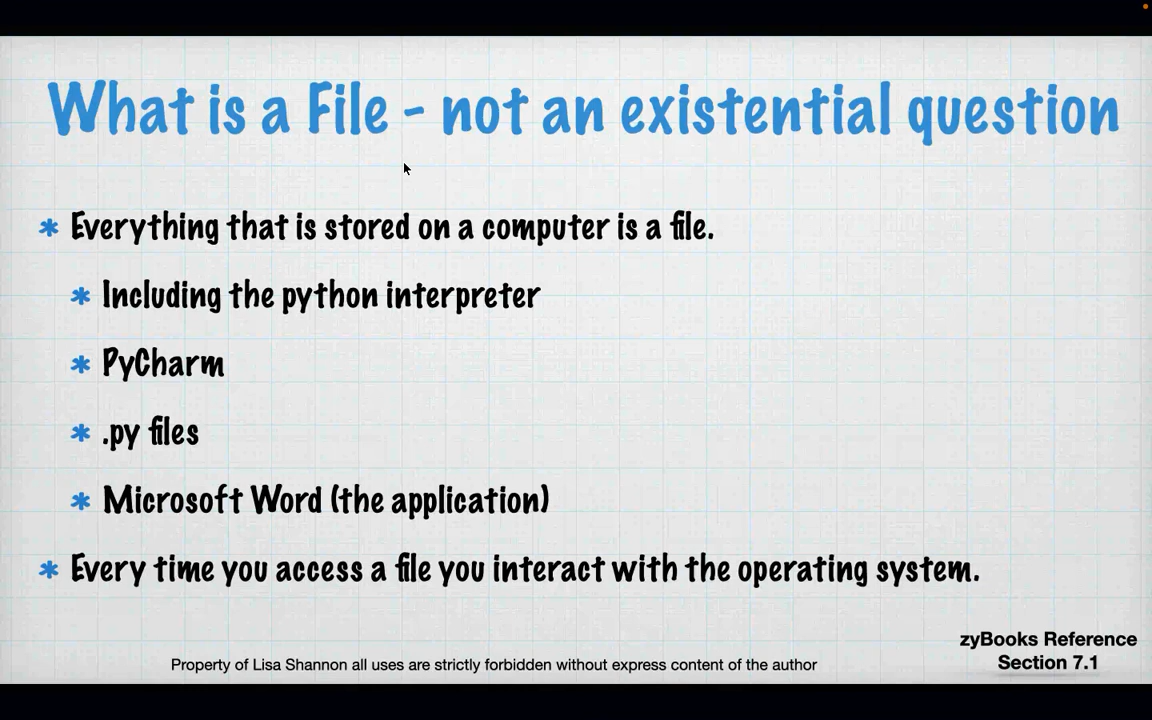 What is a File - not an existential question
* Everything that is stored on a computer is a file.
* Including the python interpreter
* PyCharm
* .py files
* Microsoft Word (the application)
* Every time you access a file you interact with the operating system.
zyBooks Reference
Section 7.1
Property of Lisa Shannon all uses are strictly forbidden without express content of the author